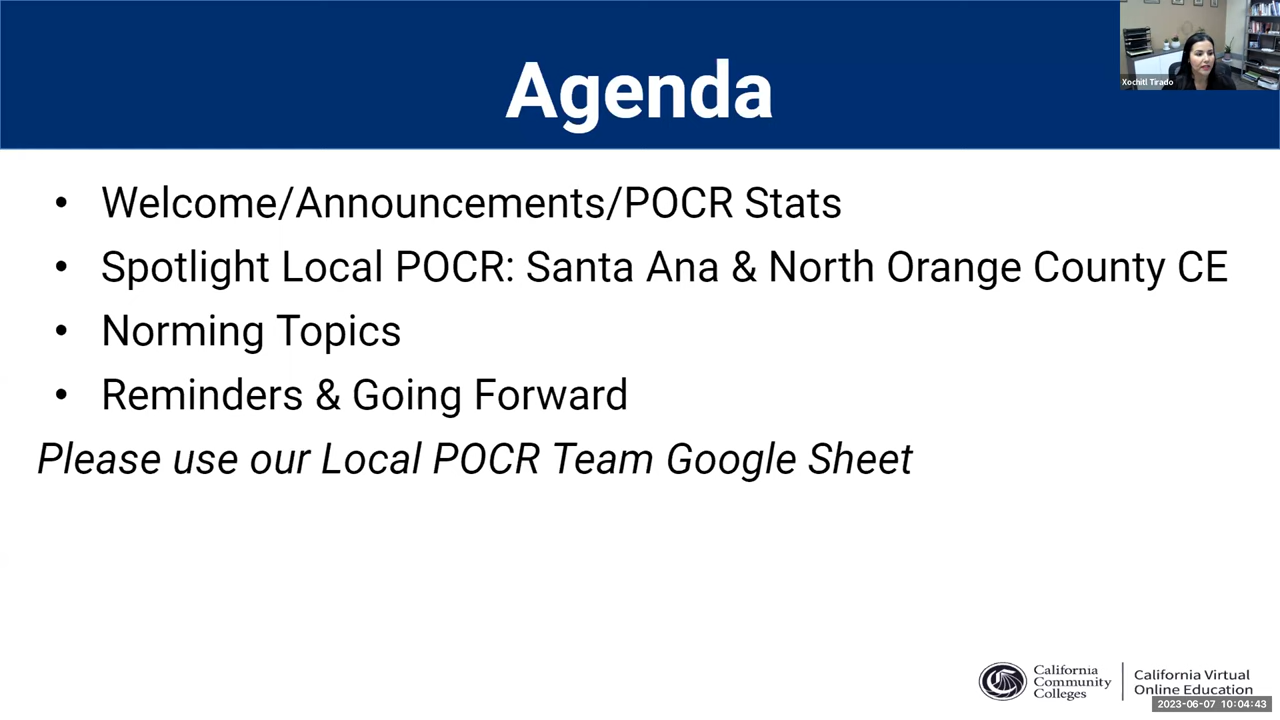 Agenda
Xochitl Tirado
• Welcome/Announcements/POCR Stats
• Spotlight Local POCR: Santa Ana & North Orange County CE
• Norming Topics
• Reminders & Going Forward
Please use our Local POCR Team Google Sheet
California
Community
Colleges
California Virtual
Online Education
2023-06-07 10:04:43